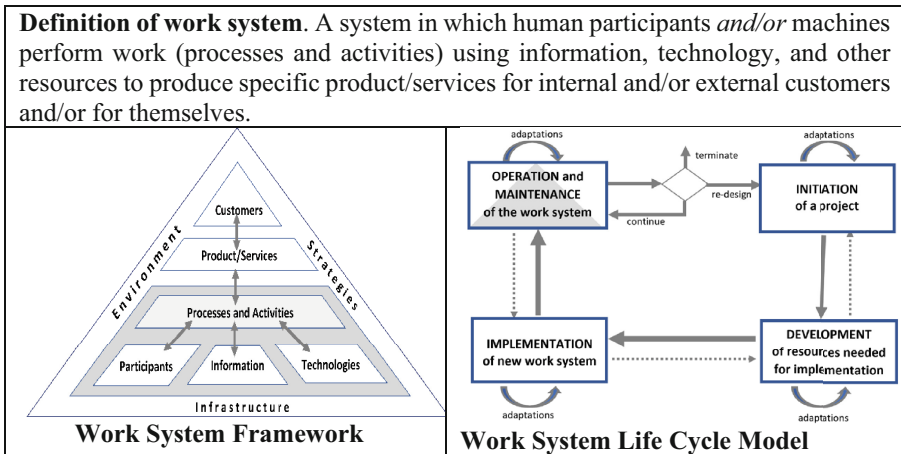 Definition of work system. A system in which human participants and/or machines
perform work (processes and activities) using information, technology, and other
resources to produce specific product/services for internal and/or external customers
and/or for themselves.
Customers
Product/Services
Processes and Activities
Participants
Information
Technologies
Environment
Strategies
Infrastructure
Work System Framework
adaptations
OPERATION and
MAINTENANCE
of the work system
terminate
re-design
continue
adaptations
INITIATION
of a project
IMPLEMENTATION
of new work system
adaptations
DEVELOPMENT
of resources needed
for implementation
adaptations
Work System Life Cycle Model